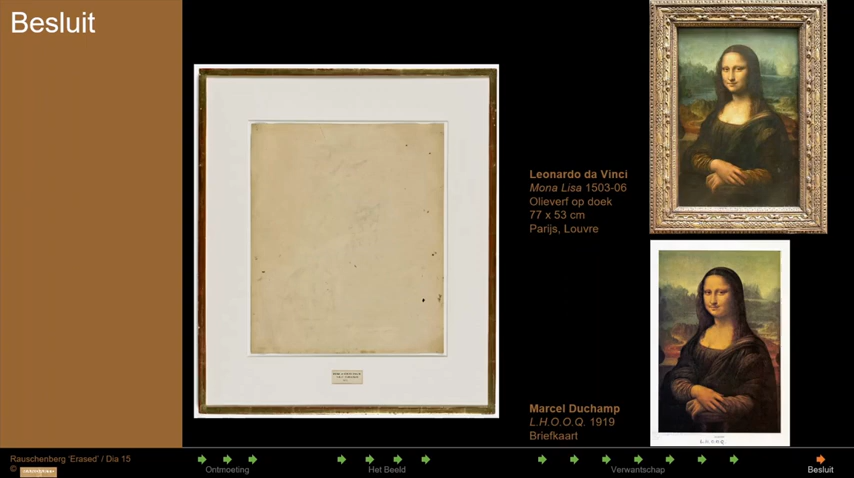 Besluit
Leonardo da Vinci
Mona Lisa 1503-06
Olieverf op doek
77 x 53 cm
Parijs, Louvre
Marcel Duchamp
L.H.O.O.Q. 1919
Briefkaart
L.H.O.O.Q.
Rauschenberg 'Erased' / Dia 15
©
Ontmoeting
Het Beeld
Verwantschap
Besluit